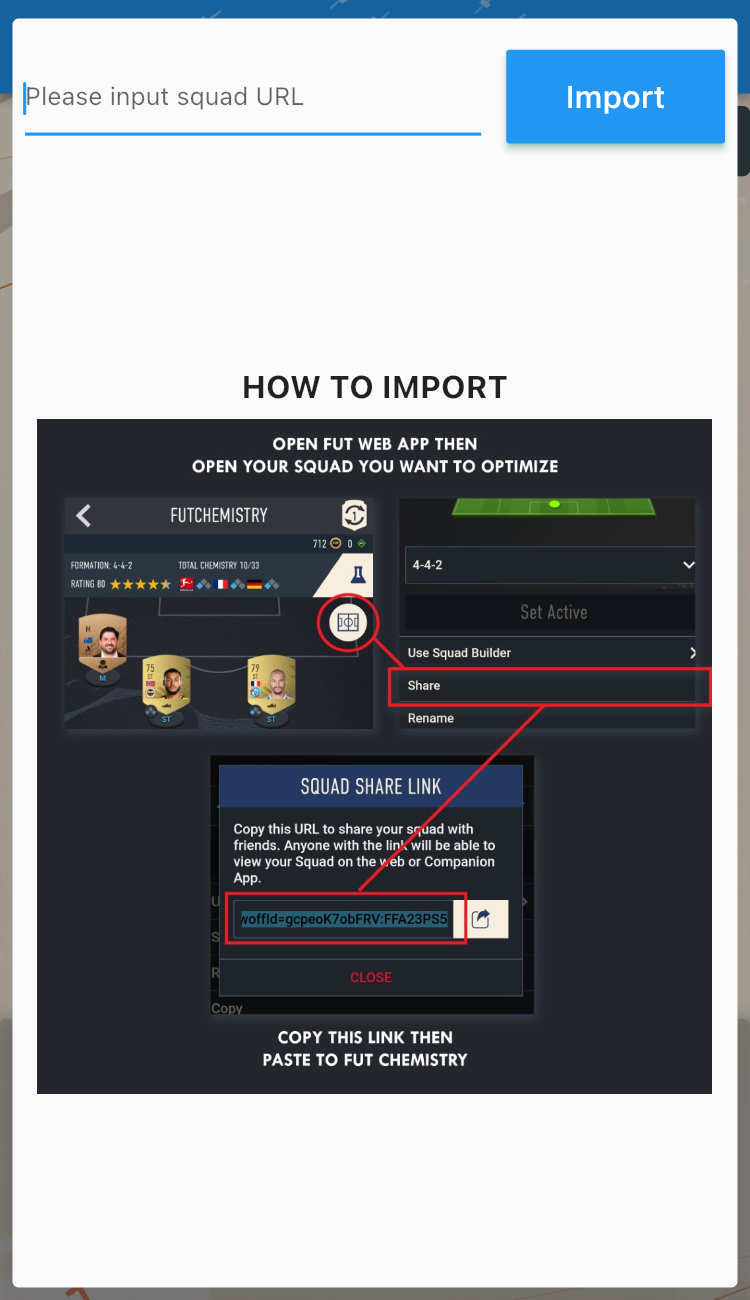 Please input squad URL
Import
HOW TO IMPORT
OPEN FUT WEB APP THEN
OPEN YOUR SQUAD YOU WANT TO OPTIMIZE
FUTCHEMISTRY
1
712 0
FORMATION: 4-4-2 TOTAL CHEMISTRY 10/33
RATING 80
M
75
ST
ST
79
ST
ST
4-4-2
Set Active
Use Squad Builder
Share
Rename
SQUAD SHARE LINK
Copy this URL to share your squad with
friends. Anyone with the link will be able to
view your Squad on the web or Companion
App.
woffId=gcpeoK7obFRV:FFA23PS5
CLOSE
U
S
R
Copy
COPY THIS LINK THEN
PASTE TO FUT CHEMISTRY